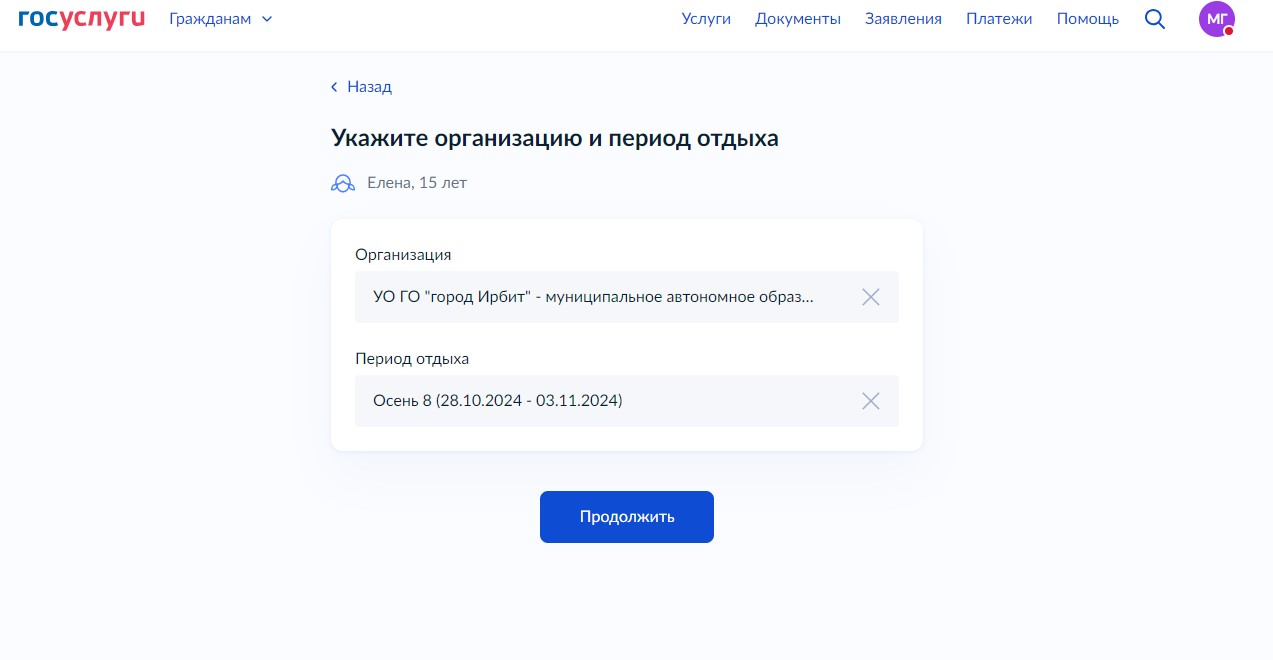 госуслуги Гражданам Услуги Документы Заявления Платежи Помощь МГ
Назад
Укажите организацию и период отдыха
Елена, 15 лет
Организация
УО ГО "город Ирбит" - муниципальное автономное образ...
Период отдыха
Осень 8 (28.10.2024 - 03.11.2024)
Продолжить